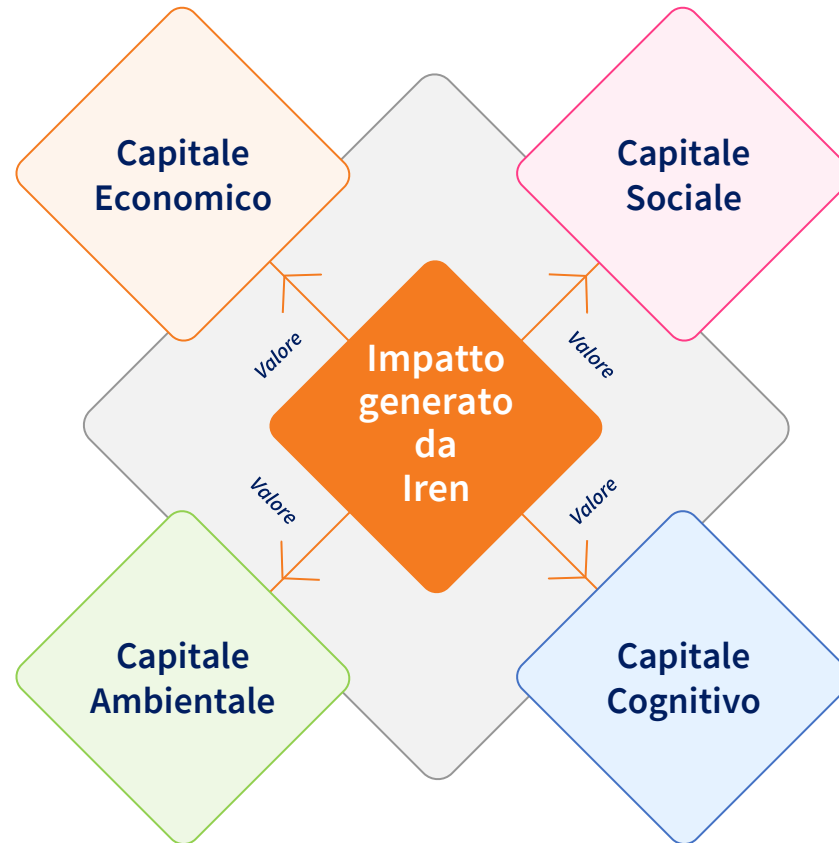 Capitale
Economico
Capitale
Sociale
Valore
Valore
Impatto
generato
da
Iren
Valore
Valore
Capitale
Ambientale
Capitale
Cognitivo